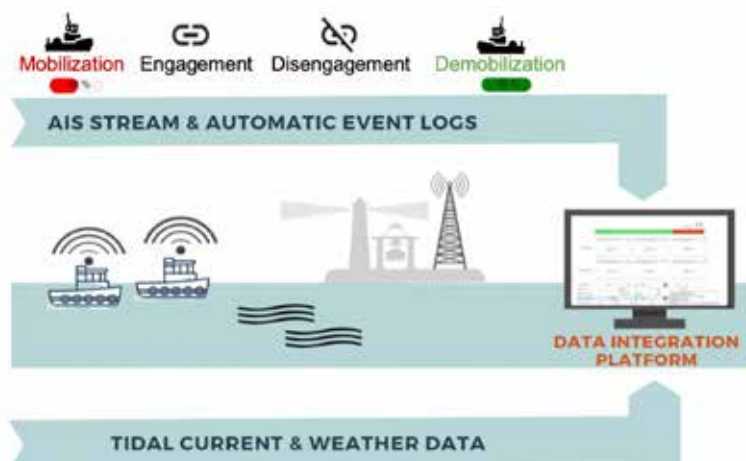 Mobilization Engagement Disengagement Demobilization
AIS STREAM & AUTOMATIC EVENT LOGS
DATA INTEGRATION
PLATFORM
TIDAL CURRENT & WEATHER DATA